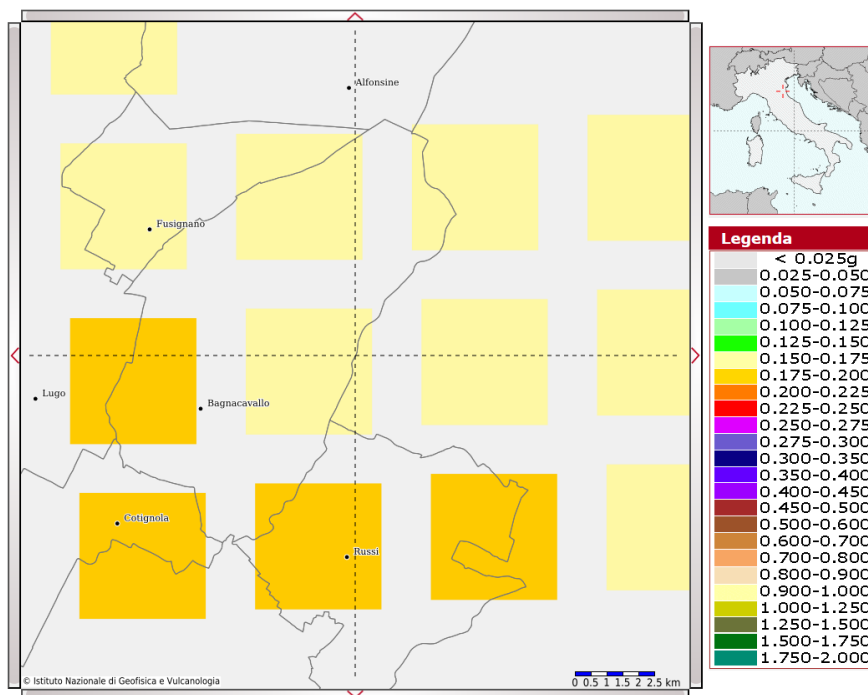 Alfonsine
Fusignano
Lugo
Bagnacavallo
Cotignola
Russi
© Istituto Nazionale di Geofisica e Vulcanologia
0 0.5 1 1.5 2 2.5 km
Legenda
< 0.025g
0.025-0.050
0.050-0.075
0.075-0.100
0.100-0.125
0.125-0.150
0.150-0.175
0.175-0.200
0.200-0.225
0.225-0.250
0.250-0.275
0.275-0.300
0.300-0.350
0.350-0.400
0.400-0.450
0.450-0.500
0.500-0.600
0.600-0.700
0.700-0.800
0.800-0.900
0.900-1.000
1.000-1.250
1.250-1.500
1.500-1.750
1.750-2.000